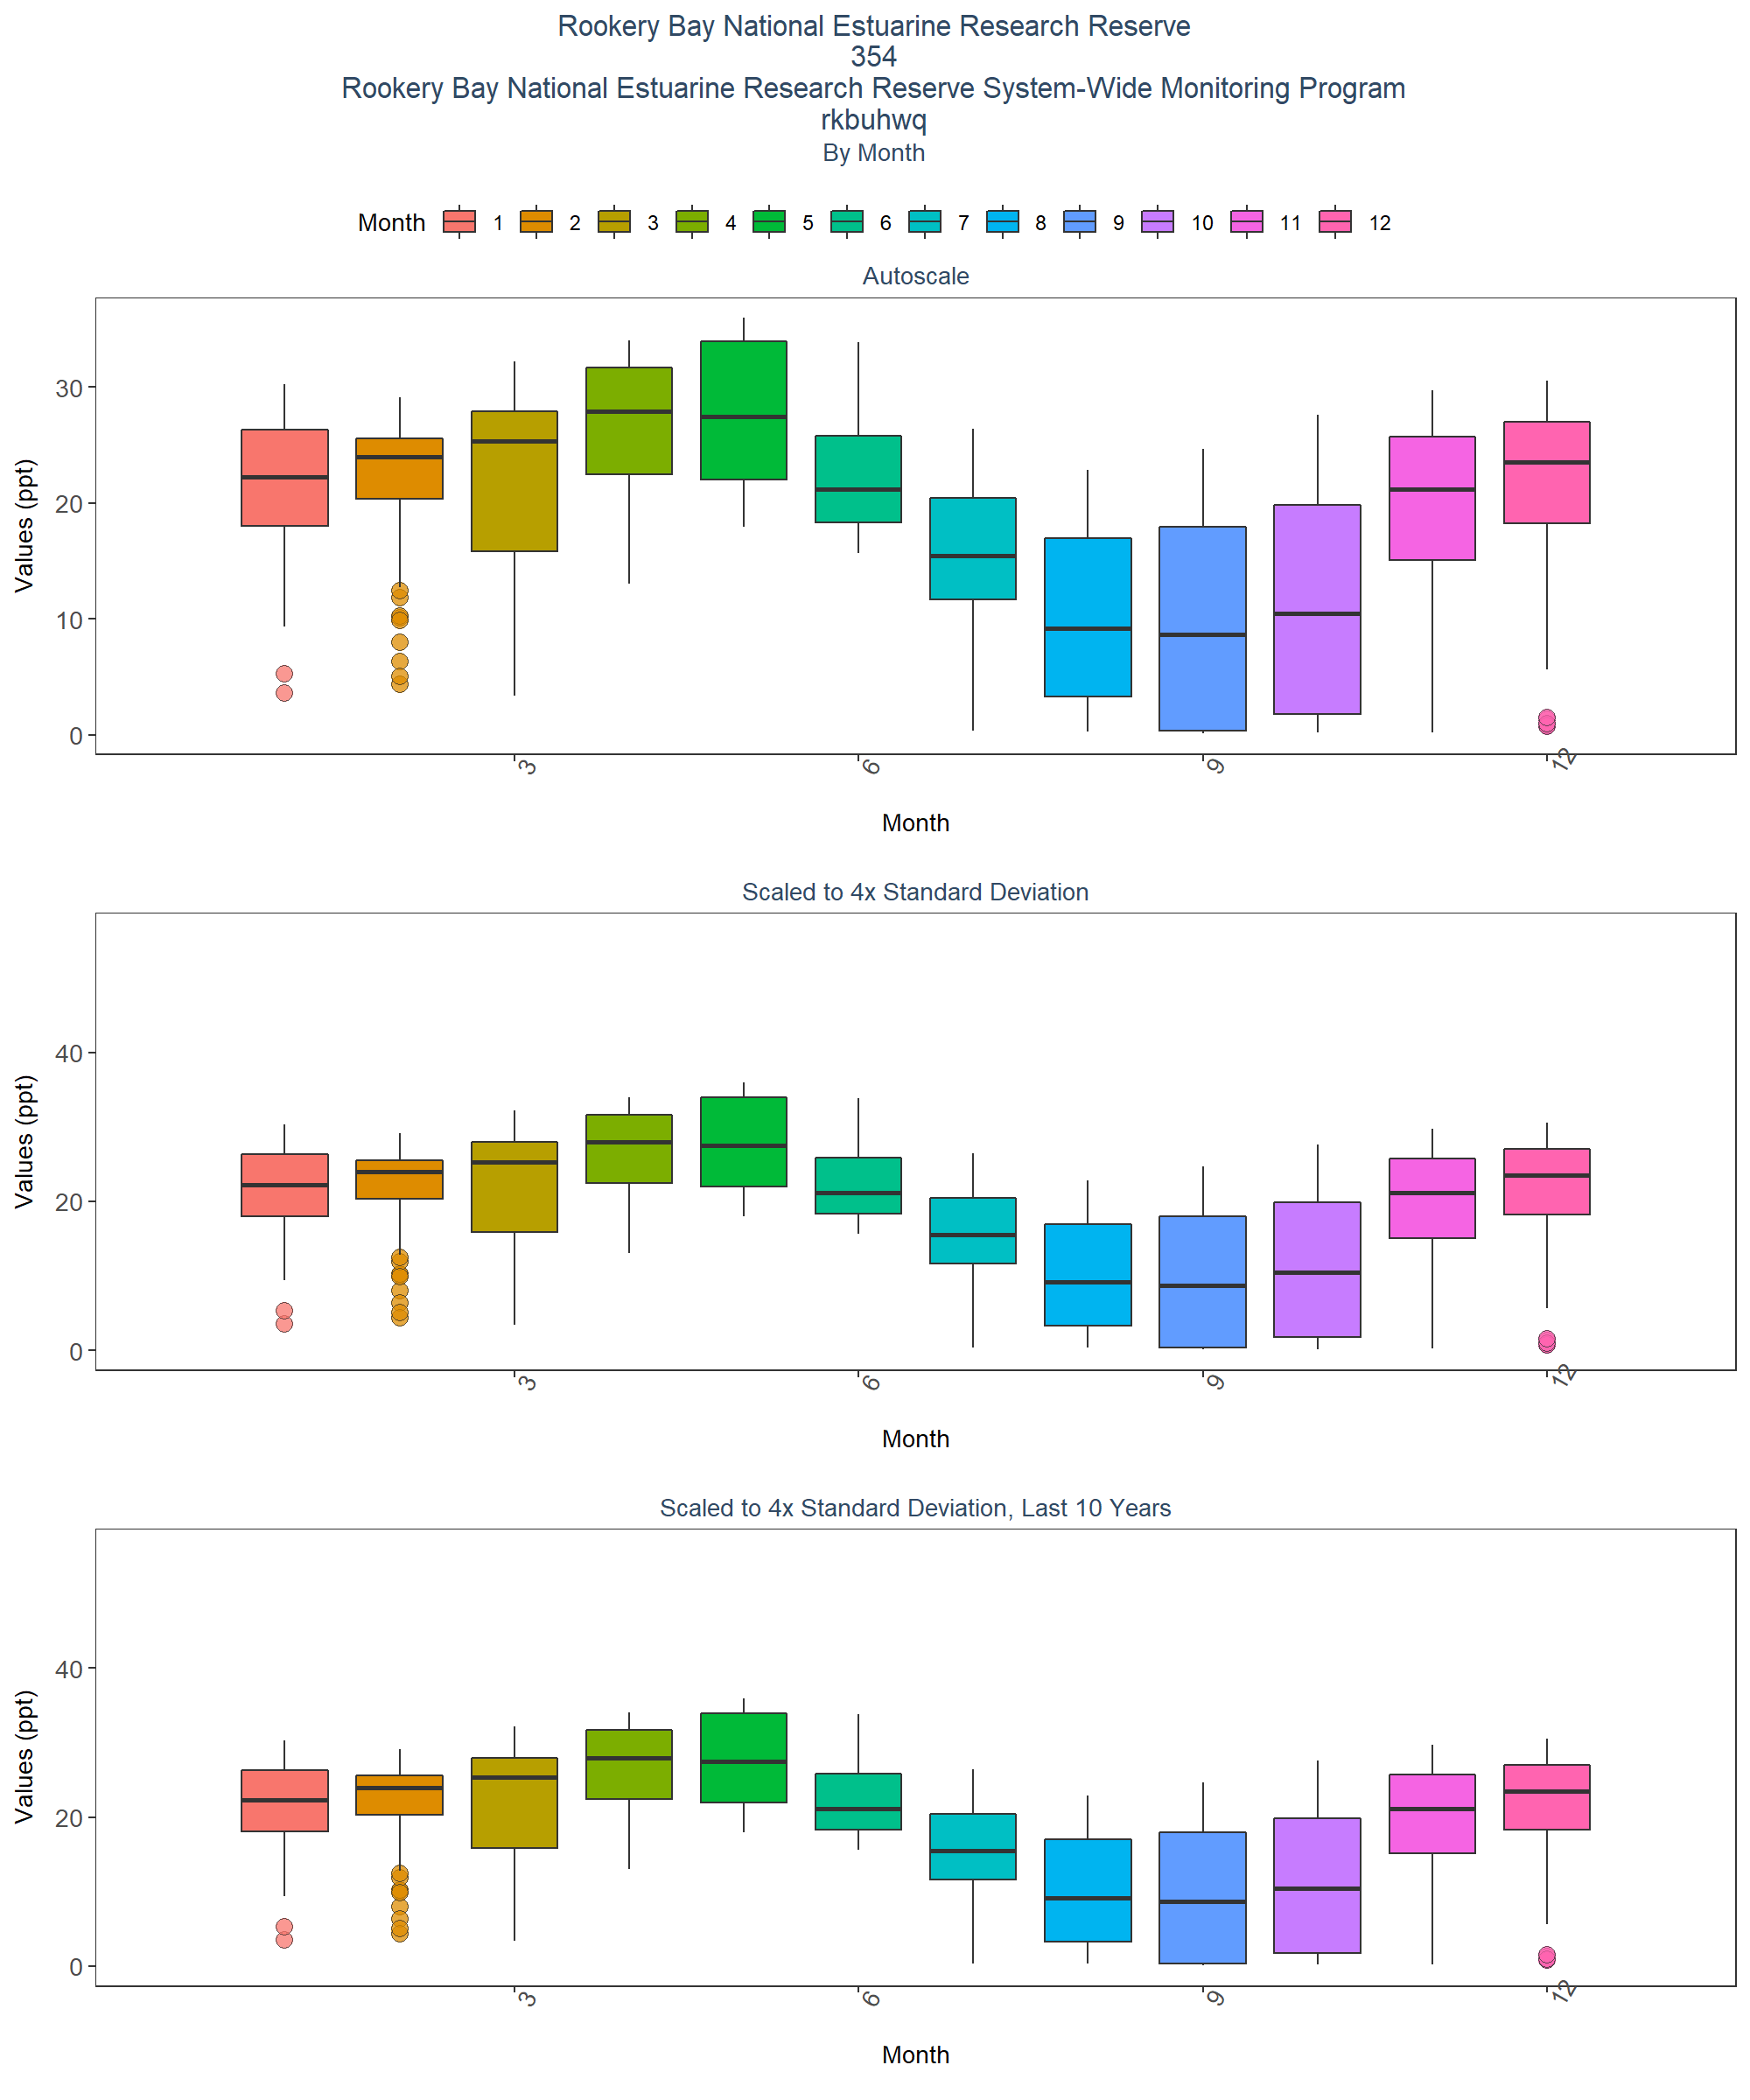 Rookery Bay National Estuarine Research Reserve
354
Rookery Bay National Estuarine Research Reserve System-Wide Monitoring Program
rkbuhwq
By Month
Month 1 2 3 4 5 6 7 8 9 10 11 12
Autoscale
Values (ppt)
30
20
10
0
3 6 9 12
Month
Scaled to 4x Standard Deviation
Values (ppt)
40
20
0
3 6 9 12
Month
Scaled to 4x Standard Deviation, Last 10 Years
Values (ppt)
40
20
0
3 6 9 12
Month